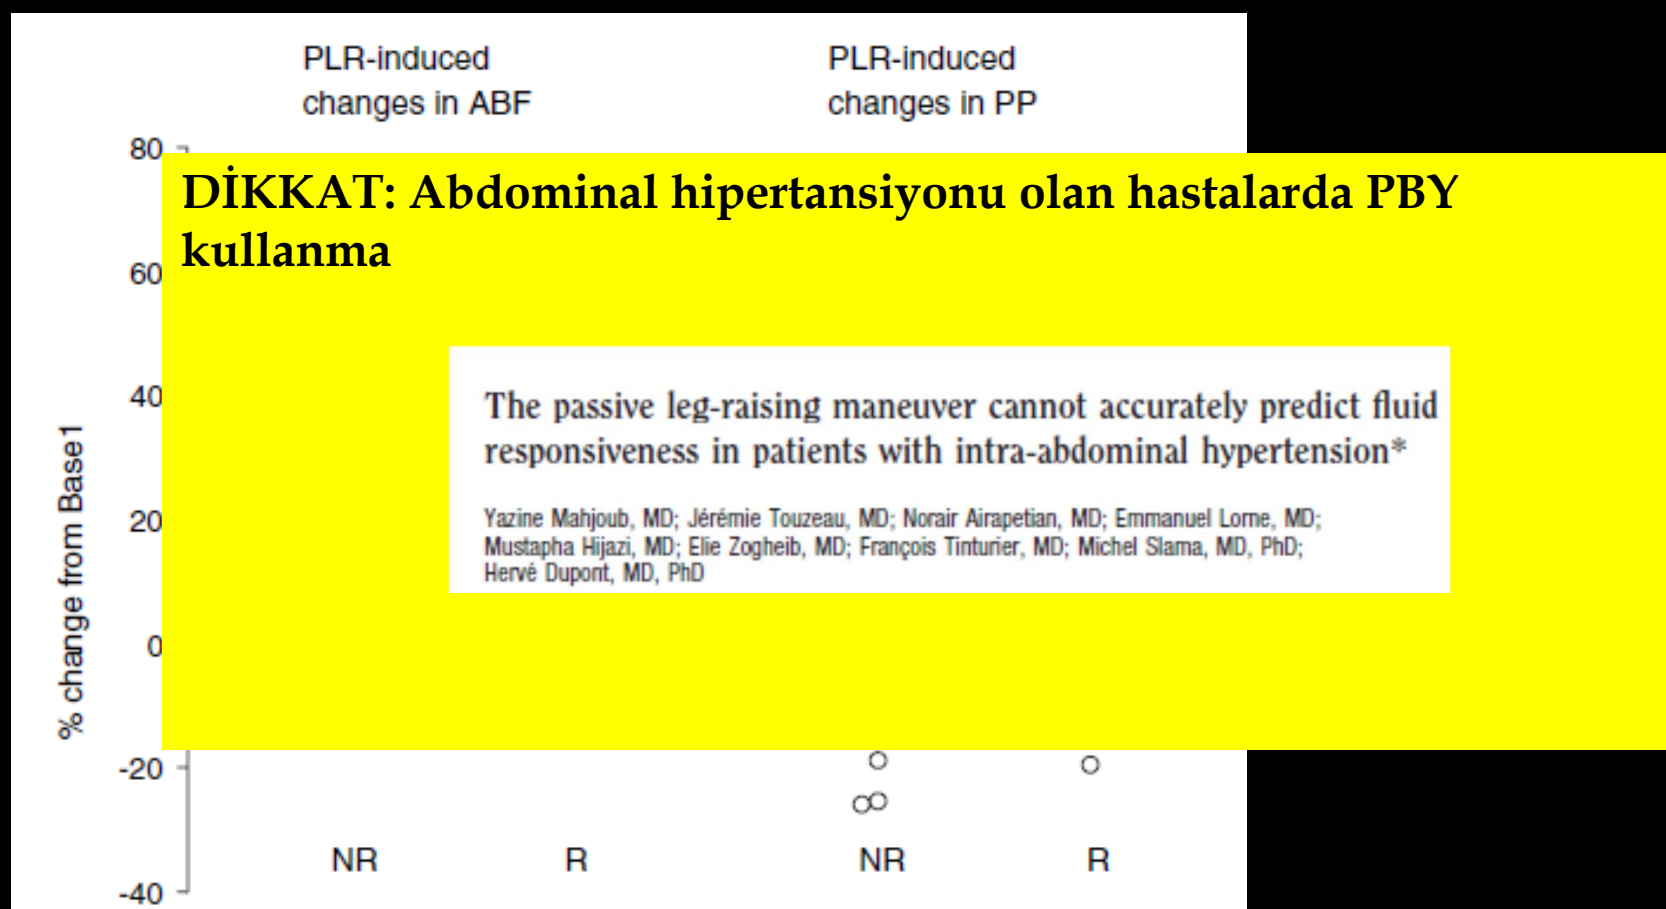 PLR-induced
changes in ABF
PLR-induced
changes in PP
80
DİKKAT: Abdominal hipertansiyonu olan hastalarda PBY
kullanma
60
40
The passive leg-raising maneuver cannot accurately predict fluid
responsiveness in patients with intra-abdominal hypertension*
Yazine Mahjoub, MD; Jérémie Touzeau, MD; Norair Airapetian, MD; Emmanuel Lorne, MD;
Mustapha Hijazi, MD; Elie Zogheib, MD; François Tinturier, MD; Michel Slama, MD, PhD;
Hervé Dupont, MD, PhD
% change from Base1
20
0
-20
NR
R
NR
R
-40